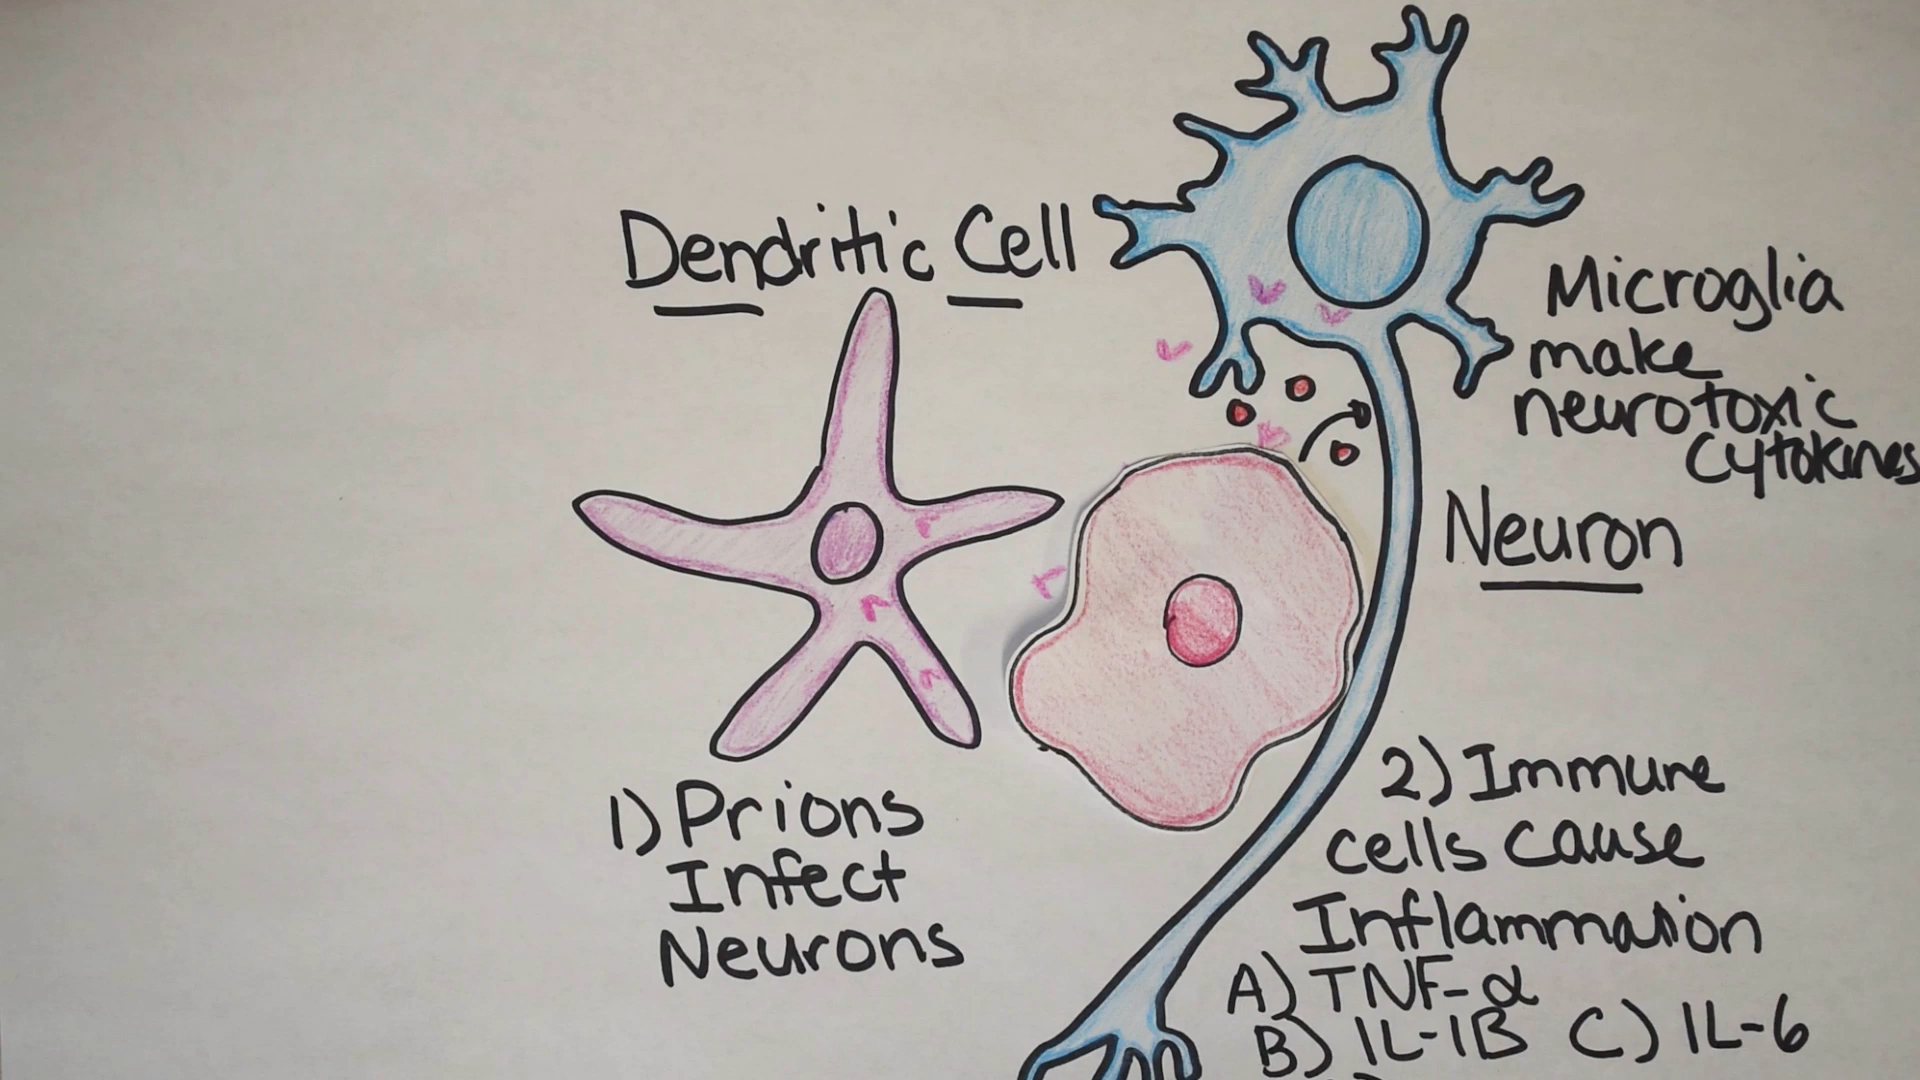 Dendritic Cell
Microglia
make
neurotoxic
cytokines
Neuron
1) Prions
Infect
Neurons
2) Immune
cells cause
Inflammation
A) TNF-α
B) IL-1B C) IL-6